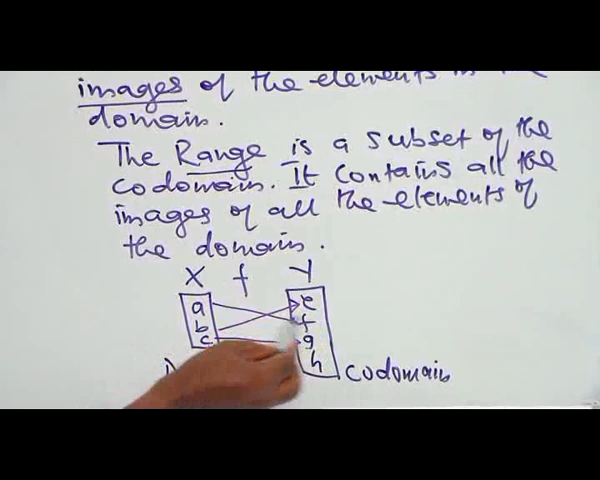 images of the elements in the
domain.
The Range is a subset of the
codomain. It contains all the
images of all the elements of
the domain.
X f Y
a e
b f
c g
h
D codomain